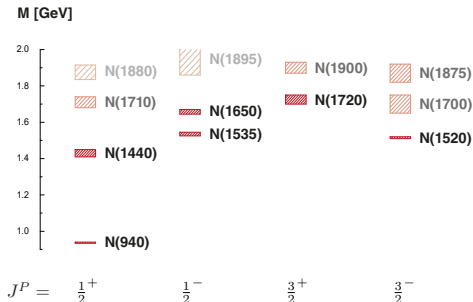 M [GeV]
2.0
1.8
1.6
1.4
1.2
1.0
N(1880)
N(1710)
N(1440)
N(940)
N(1895)
N(1650)
N(1535)
N(1900)
N(1720)
N(1875)
N(1700)
N(1520)
J^P = 1/2^+ 1/2^- 3/2^+ 3/2^-